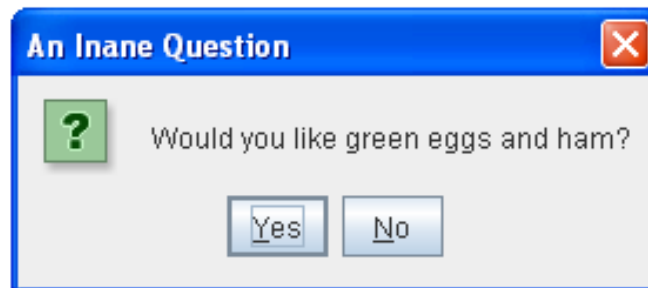 An Inane Question
Would you like green eggs and ham?
Yes No